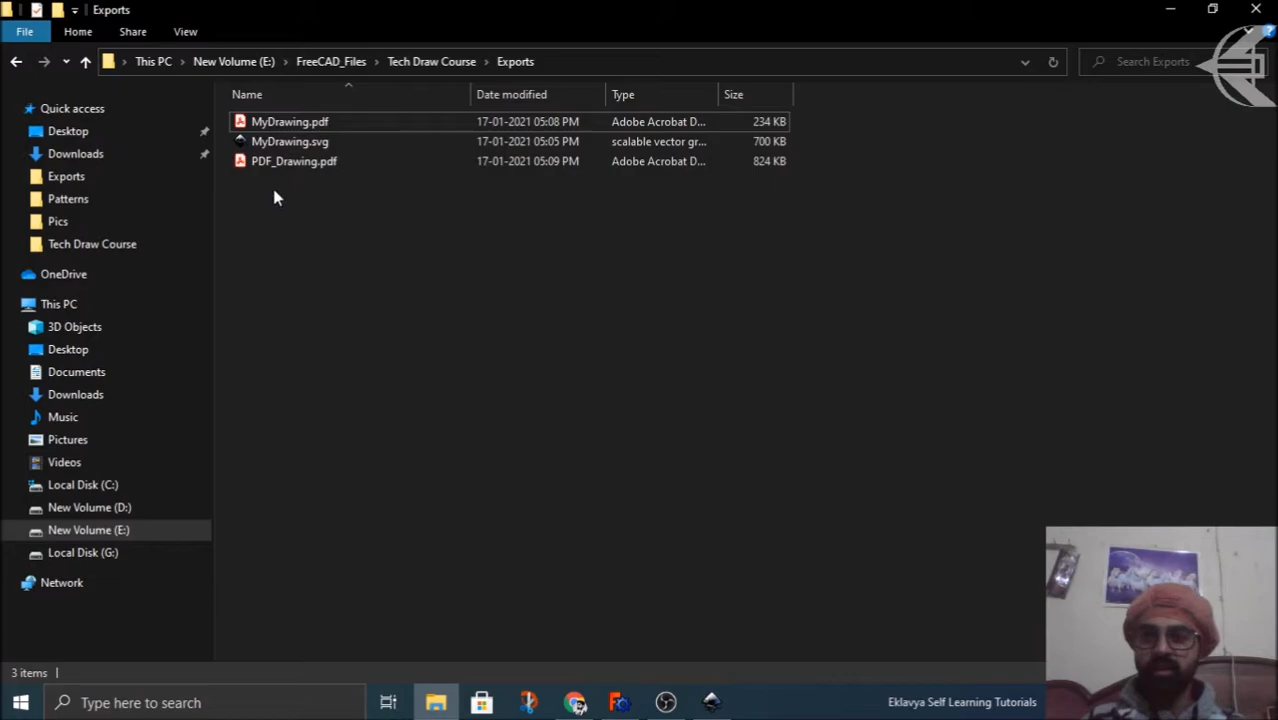 Exports
File Home Share View
This PC New Volume (E:) FreeCAD_Files Tech Draw Course Exports
Search Exports
Name Date modified Type Size
MyDrawing.pdf 17-01-2021 05:08 PM Adobe Acrobat D... 234 KB
MyDrawing.svg 17-01-2021 05:05 PM scalable vector gr... 700 KB
PDF_Drawing.pdf 17-01-2021 05:09 PM Adobe Acrobat D... 824 KB
Quick access
Desktop
Downloads
Exports
Patterns
Pics
Tech Draw Course
OneDrive
This PC
3D Objects
Desktop
Documents
Downloads
Music
Pictures
Videos
Local Disk (C:)
New Volume (D:)
New Volume (E:)
Local Disk (G:)
Network
3 items
Type here to search
Eklavya Self Learning Tutorials